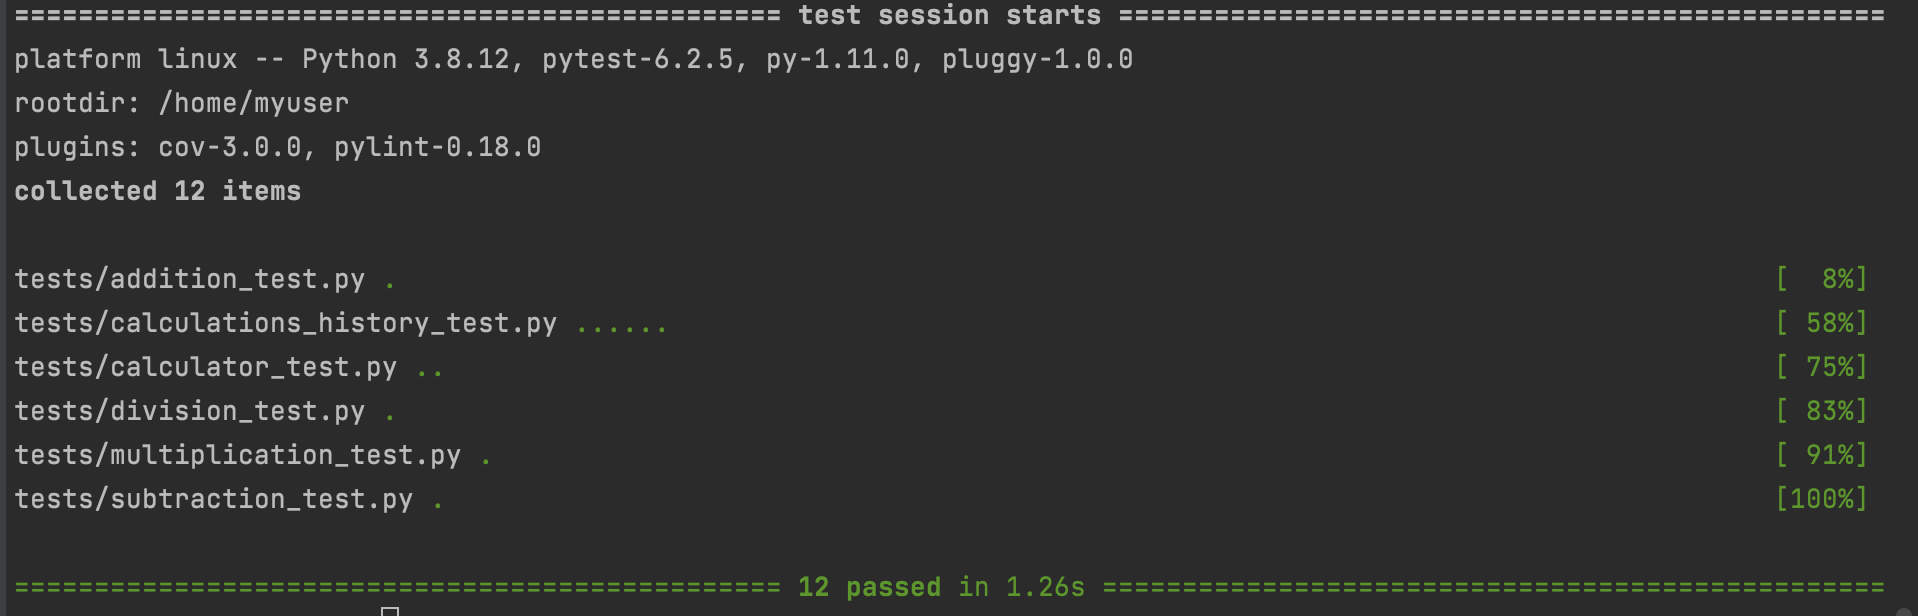 ================================================ test session starts ================================================
platform linux -- Python 3.8.12, pytest-6.2.5, py-1.11.0, pluggy-1.0.0
rootdir: /home/myuser
plugins: cov-3.0.0, pylint-0.18.0
collected 12 items
tests/addition_test.py . [  8%]
tests/calculations_history_test.py ...... [ 58%]
tests/calculator_test.py .. [ 75%]
tests/division_test.py . [ 83%]
tests/multiplication_test.py . [ 91%]
tests/subtraction_test.py . [100%]
================================================ 12 passed in 1.26s =================================================